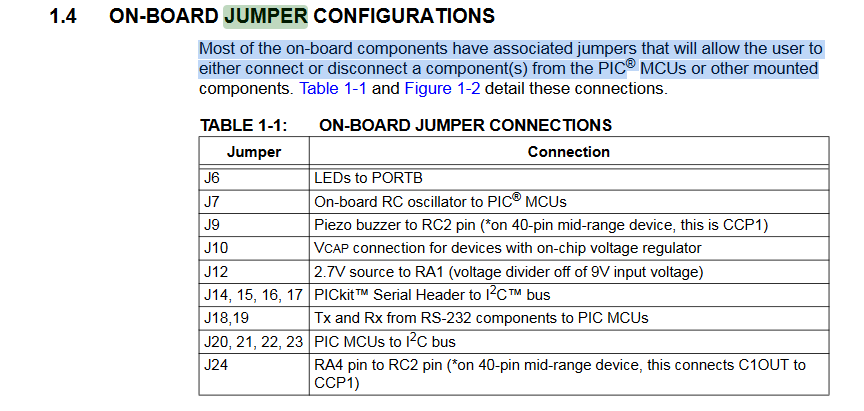 1.4 ON-BOARD JUMPER CONFIGURATIONS
Most of the on-board components have associated jumpers that will allow the user to
either connect or disconnect a component(s) from the PIC® MCUs or other mounted
components. Table 1-1 and Figure 1-2 detail these connections.
TABLE 1-1: ON-BOARD JUMPER CONNECTIONS
Jumper Connection
J6 LEDs to PORTB
J7 On-board RC oscillator to PIC® MCUs
J9 Piezo buzzer to RC2 pin (*on 40-pin mid-range device, this is CCP1)
J10 VCAP connection for devices with on-chip voltage regulator
J12 2.7V source to RA1 (voltage divider off of 9V input voltage)
J14, 15, 16, 17 PICkit™ Serial Header to I²C™ bus
J18,19 Tx and Rx from RS-232 components to PIC MCUs
J20, 21, 22, 23 PIC MCUs to I²C bus
J24 RA4 pin to RC2 pin (*on 40-pin mid-range device, this connects C1OUT to
CCP1)